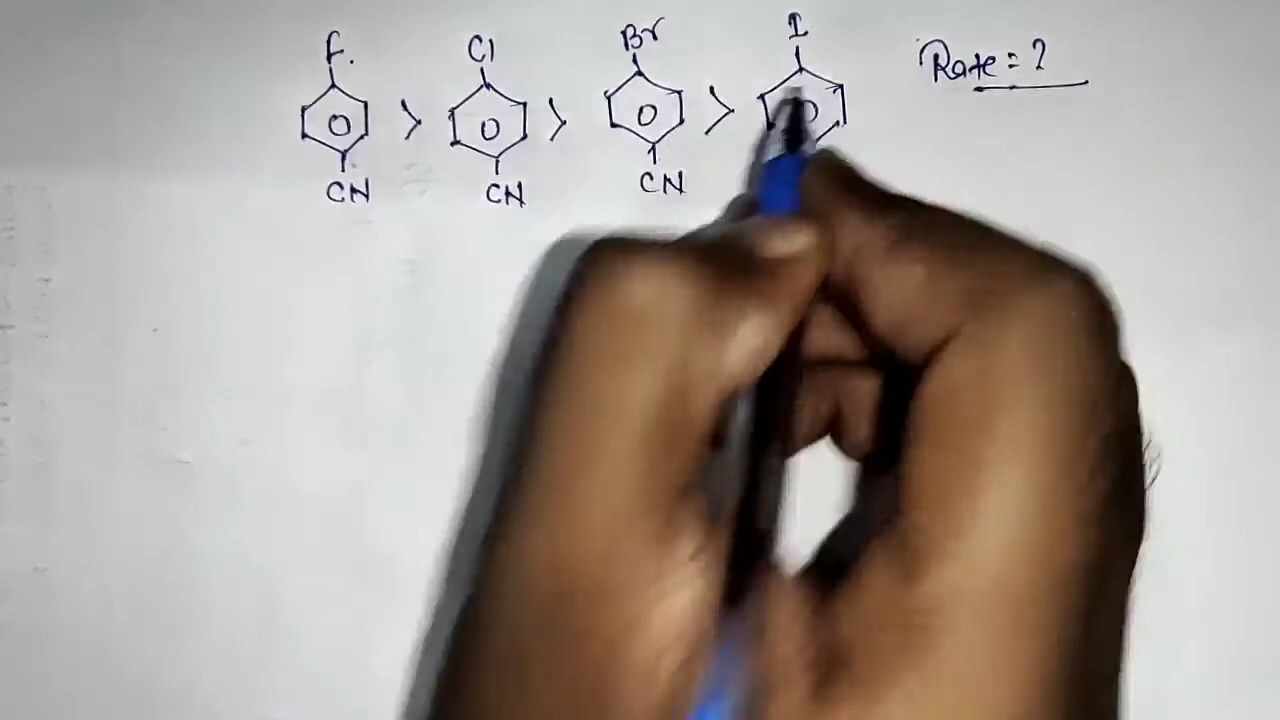 F. Cl Br I Rate = ?
> > >
CN CN CN